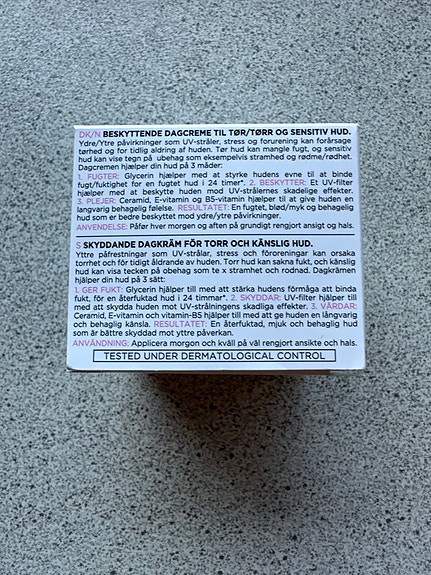 DK/N BESKYTTENDE DAGCREME TIL TØR/TØRR OG SENSITIV HUD.
Ydre/Ytre påvirkninger som UV-stråler, stress og forurening kan forårsage
tørhed og for tidlig aldring af huden. Tør hud kan mangle fugt, og sensitiv
hud kan vise tegn på ubehag som eksempelvis stramhed og rødme/rødhet.
Dagcremen hjælper din hud på 3 måder:
1. FUGTER: Glycerin hjælper med at styrke hudens evne til at binde
fugt/fuktighet for en fugtet hud i 24 timer*. 2. BESKYTTER: Et UV-filter
hjælper med at beskytte huden mod UV-strålernes skadelige effekter.
3. PLEJER: Ceramid, E-vitamin og B5-vitamin hjælper til at give huden en
langvarig behagelig følelse. RESULTATET: En fugtet, blød/myk og behagelig
hud som er bedre beskyttet mod ydre/ytre påvirkninger.
ANVENDELSE: Påfør hver morgen og aften på grundigt rengjort ansigt og hals.
S SKYDDANDE DAGKRÄM FÖR TORR OCH KÄNSLIG HUD.
Yttre påfrestningar som UV-strålar, stress och föroreningar kan orsaka
torrhet och för tidigt åldrande av huden. Torr hud kan sakna fukt, och känslig
hud kan visa tecken på obehag som te x stramhet och rodnad. Dagkrämen
hjälper din hud på 3 sätt:
1. GER FUKT: Glycerin hjälper till med att stärka hudens förmåga att binda
fukt, för en återfuktad hud i 24 timmar*. 2. SKYDDAR: UV-filter hjälper till
med att skydda huden mot UV-strålningens skadliga effekter. 3. VÅRDAR:
Ceramid, E-vitamin och vitamin-B5 hjälper till med att ge huden en långvarig
och behaglig känsla. RESULTATET: En återfuktad, mjuk och behaglig hud
som är bättre skyddad mot yttre påverkan.
ANVÄNDNING: Applicera morgon och kväll på väl rengjort ansikte och hals.
TESTED UNDER DERMATOLOGICAL CONTROL